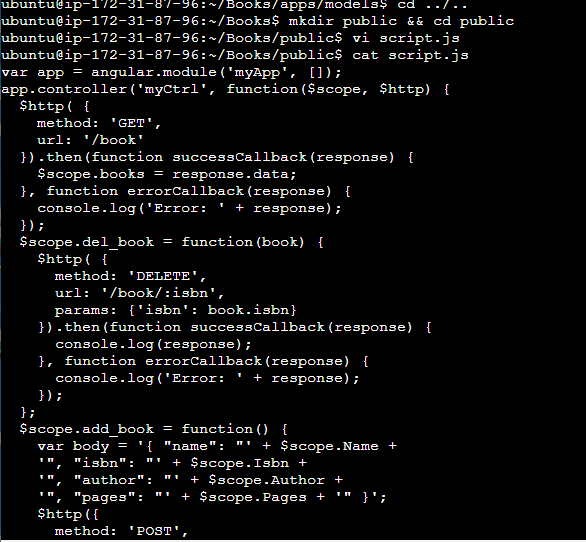 ubuntu@ip-172-31-87-96:~/Books/apps/models$ cd ../..
ubuntu@ip-172-31-87-96:~/Books$ mkdir public && cd public
ubuntu@ip-172-31-87-96:~/Books/public$ vi script.js
ubuntu@ip-172-31-87-96:~/Books/public$ cat script.js
var app = angular.module('myApp', []);
app.controller('myCtrl', function($scope, $http) {
  $http( {
    method: 'GET',
    url: '/book'
  }).then(function successCallback(response) {
    $scope.books = response.data;
  }, function errorCallback(response) {
    console.log('Error: ' + response);
  });
  $scope.del_book = function(book) {
    $http( {
      method: 'DELETE',
      url: '/book/:isbn',
      params: {'isbn': book.isbn}
    }).then(function successCallback(response) {
      console.log(response);
    }, function errorCallback(response) {
      console.log('Error: ' + response);
    });
  };
  $scope.add_book = function() {
    var body = '{ "name": "' + $scope.Name +
    '", "isbn": "' + $scope.Isbn +
    '", "author": "' + $scope.Author +
    '", "pages": "' + $scope.Pages + '" }';
    $http({
      method: 'POST',